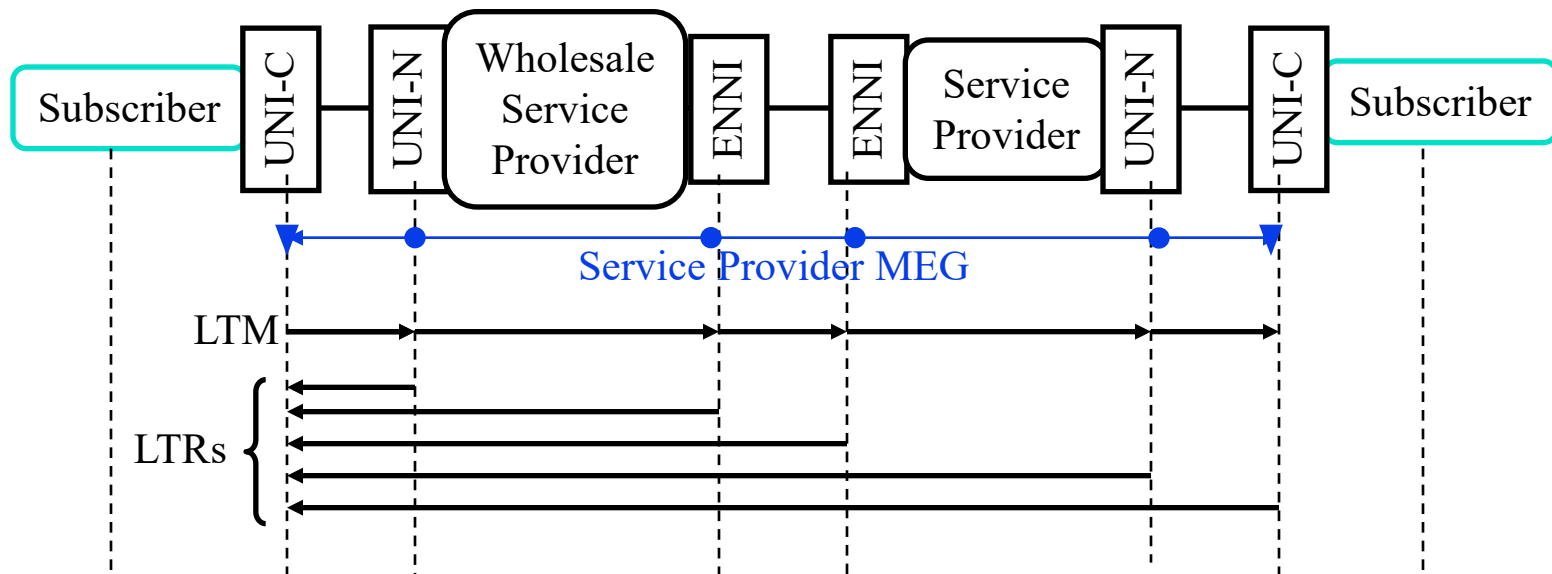 Subscriber
UNI-C
UNI-N
Wholesale
Service
Provider
ENNI
ENNI
Service
Provider
UNI-N
UNI-C
Subscriber
Service Provider MEG
LTM
LTRs